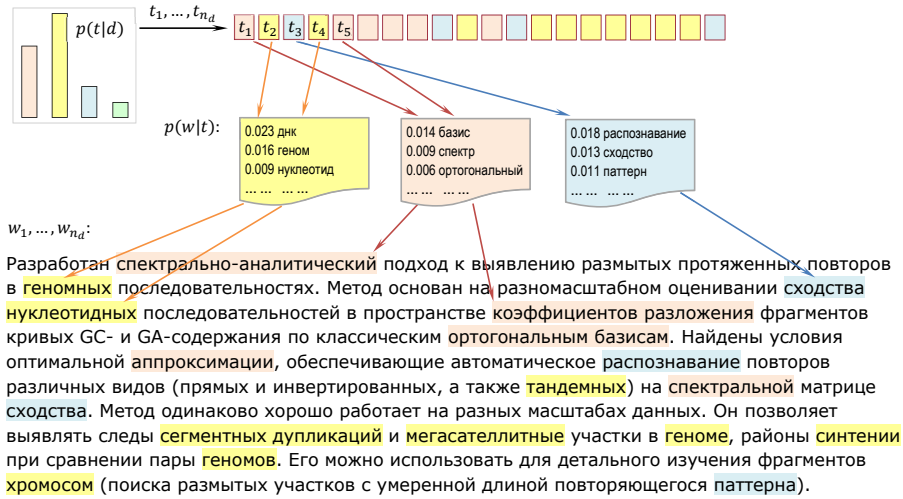 p(t|d)
t₁, ..., tₙ_d
t₁ t₂ t₃ t₄ t₅
p(w|t):
0.023 днк
0.016 геном
0.009 нуклеотид
... ... ... ...
0.014 базис
0.009 спектр
0.006 ортогональный
... ... ... ...
0.018 распознавание
0.013 сходство
0.011 паттерн
... ... ... ...
w₁, ..., wₙ_d:
Разработан спектрально-аналитический подход к выявлению размытых протяженных повторов
в геномных последовательностях. Метод основан на разномасштабном оценивании сходства
нуклеотидных последовательностей в пространстве коэффициентов разложения фрагментов
кривых GC- и GA-содержания по классическим ортогональным базисам. Найдены условия
оптимальной аппроксимации, обеспечивающие автоматическое распознавание повторов
различных видов (прямых и инвертированных, а также тандемных) на спектральной матрице
сходства. Метод одинаково хорошо работает на разных масштабах данных. Он позволяет
выявлять следы сегментных дупликаций и мегасателлитные участки в геноме, районы синтении
при сравнении пары геномов. Его можно использовать для детального изучения фрагментов
хромосом (поиска размытых участков с умеренной длиной повторяющегося паттерна).